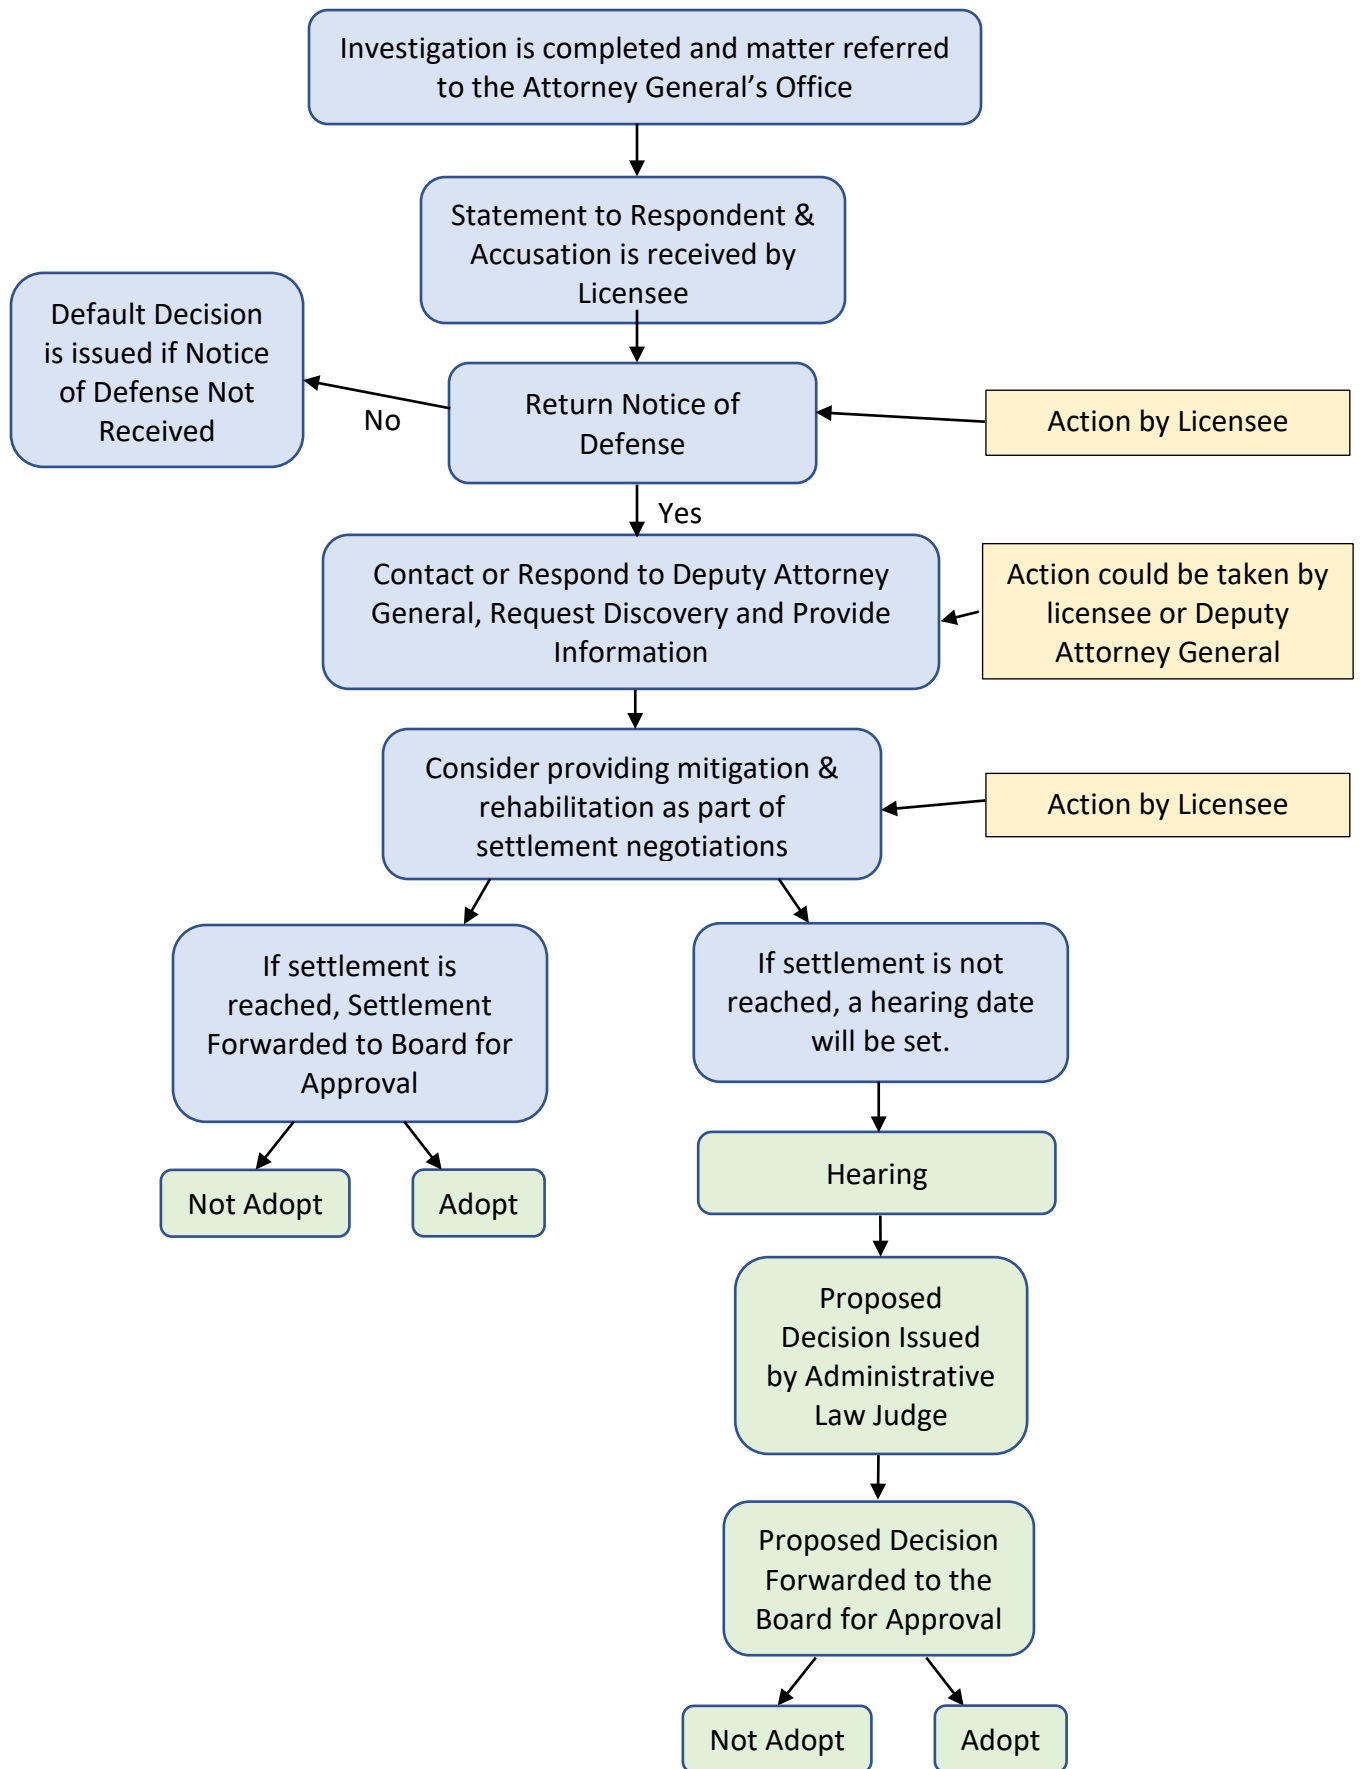 Investigation is completed and matter referred
to the Attorney General’s Office
Statement to Respondent &
Accusation is received by
Licensee
Default Decision
is issued if Notice
of Defense Not
Received
No
Return Notice of
Defense
Action by Licensee
Yes
Contact or Respond to Deputy Attorney
General, Request Discovery and Provide
Information
Action could be taken by
licensee or Deputy
Attorney General
Consider providing mitigation &
rehabilitation as part of
settlement negotiations
Action by Licensee
If settlement is
reached, Settlement
Forwarded to Board for
Approval
If settlement is not
reached, a hearing date
will be set.
Not Adopt
Adopt
Hearing
Proposed
Decision Issued
by Administrative
Law Judge
Proposed Decision
Forwarded to the
Board for Approval
Not Adopt
Adopt